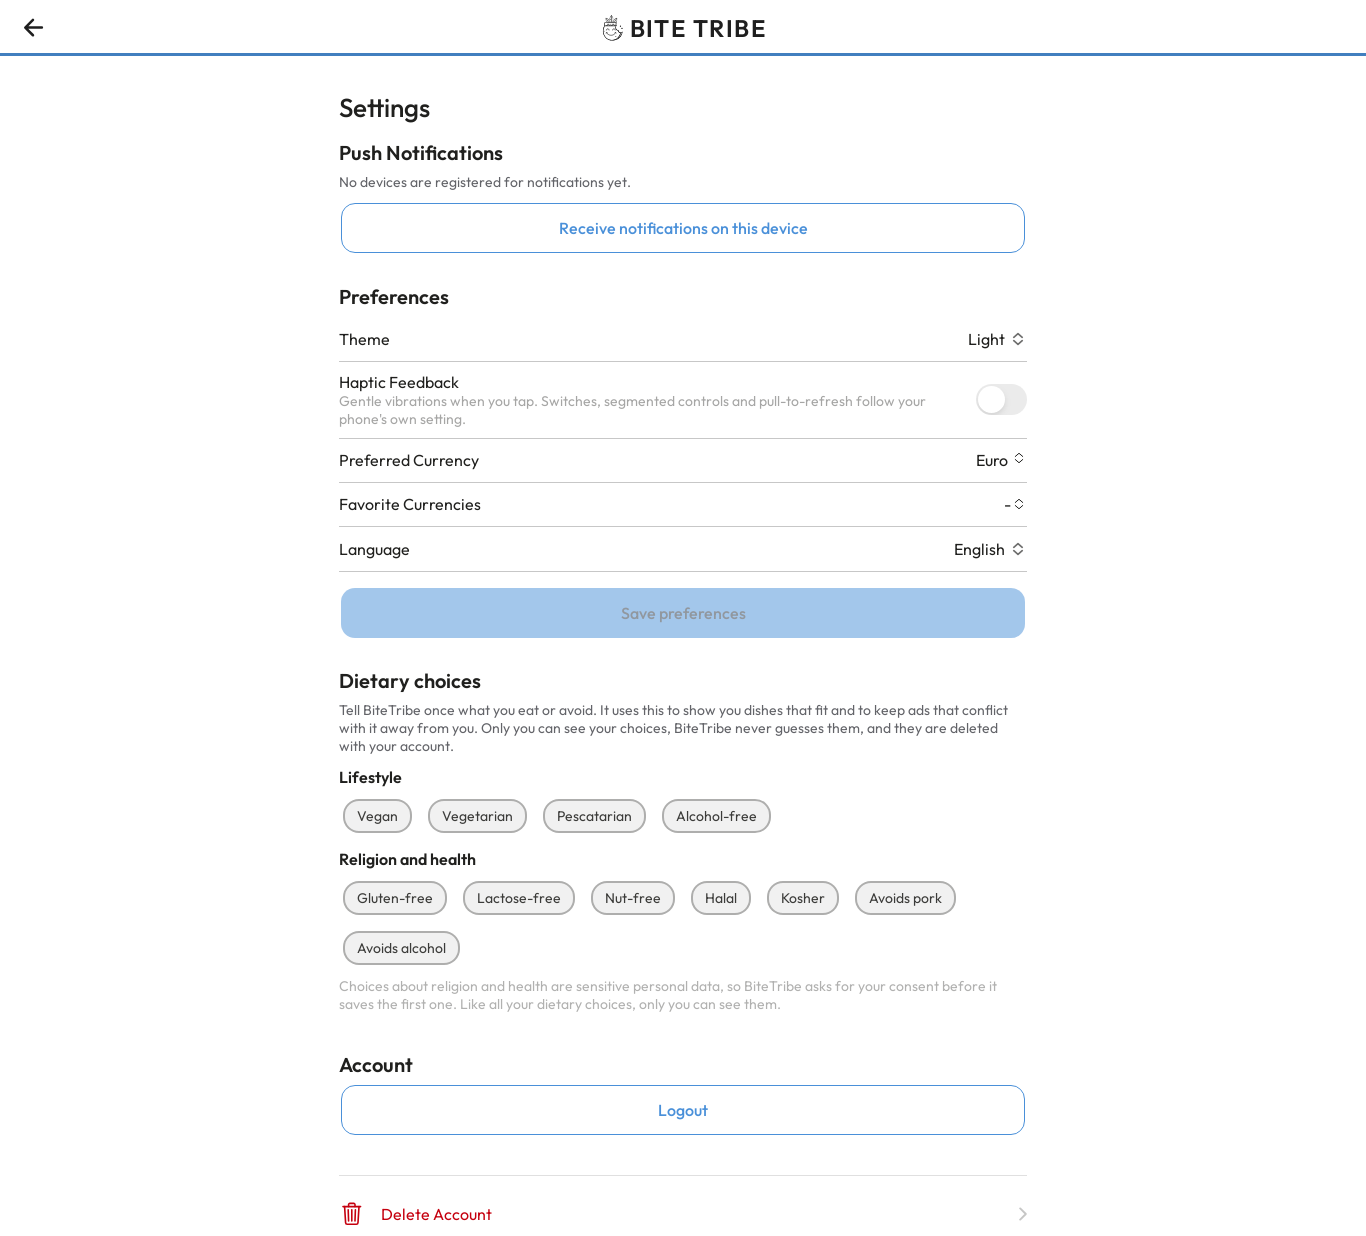 BITE TRIBE
Settings
Push Notifications
No devices are registered for notifications yet.
Receive notifications on this device
Preferences
Theme
Light
Haptic Feedback
Gentle vibrations when you tap. Switches, segmented controls and pull-to-refresh follow your
phone's own setting.
Preferred Currency
Euro
Favorite Currencies
-
Language
English
Save preferences
Dietary choices
Tell BiteTribe once what you eat or avoid. It uses this to show you dishes that fit and to keep ads that conflict
with it away from you. Only you can see your choices, BiteTribe never guesses them, and they are deleted
with your account.
Lifestyle
Vegan Vegetarian Pescatarian Alcohol-free
Religion and health
Gluten-free Lactose-free Nut-free Halal Kosher Avoids pork
Avoids alcohol
Choices about religion and health are sensitive personal data, so BiteTribe asks for your consent before it
saves the first one. Like all your dietary choices, only you can see them.
Account
Logout
Delete Account